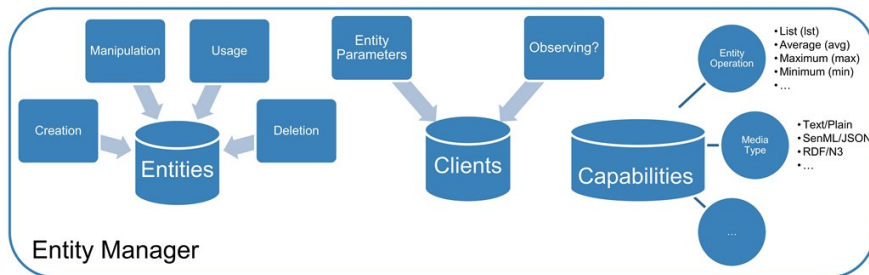 Manipulation
Usage
Creation
Deletion
Entities
Entity
Parameters
Observing?
Clients
Capabilities
Entity
Operation
• List (lst)
• Average (avg)
• Maximum (max)
• Minimum (min)
• ...
Media
Type
• Text/Plain
• SenML/JSON
• RDF/N3
• ...
...
Entity Manager